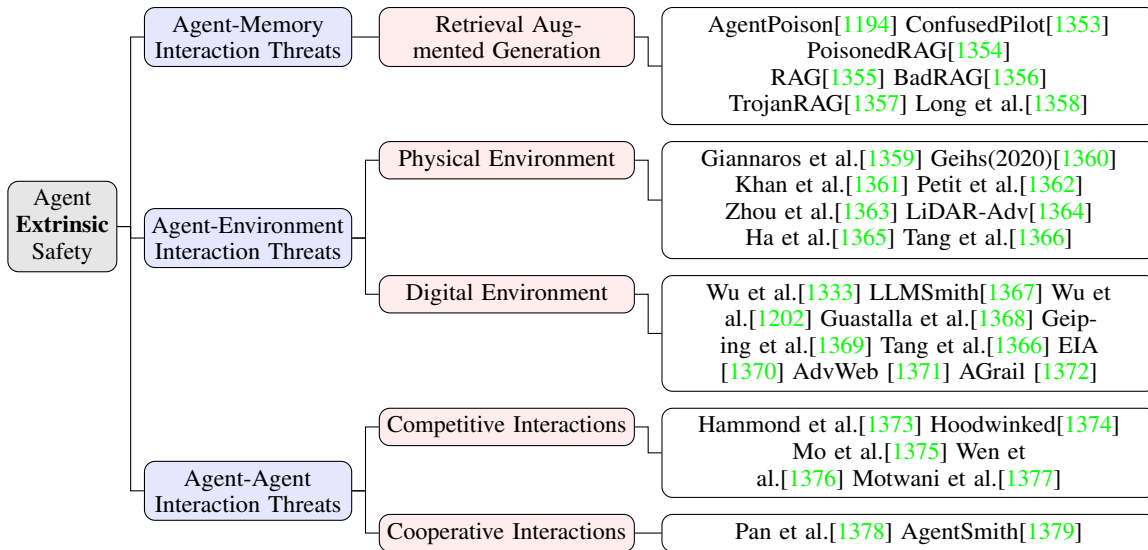 Agent
Extrinsic
Safety
Agent-Memory
Interaction Threats
Retrieval Aug-
mented Generation
AgentPoison[1194] ConfusedPilot[1353]
PoisonedRAG[1354]
RAG[1355] BadRAG[1356]
TrojanRAG[1357] Long et al.[1358]
Agent-Environment
Interaction Threats
Physical Environment
Giannaros et al.[1359] Geihs(2020)[1360]
Khan et al.[1361] Petit et al.[1362]
Zhou et al.[1363] LiDAR-Adv[1364]
Ha et al.[1365] Tang et al.[1366]
Digital Environment
Wu et al.[1333] LLMSmith[1367] Wu et
al.[1202] Guastalla et al.[1368] Geip-
ing et al.[1369] Tang et al.[1366] EIA
[1370] AdvWeb [1371] AGrail [1372]
Agent-Agent
Interaction Threats
Competitive Interactions
Hammond et al.[1373] Hoodwinked[1374]
Mo et al.[1375] Wen et
al.[1376] Motwani et al.[1377]
Cooperative Interactions
Pan et al.[1378] AgentSmith[1379]